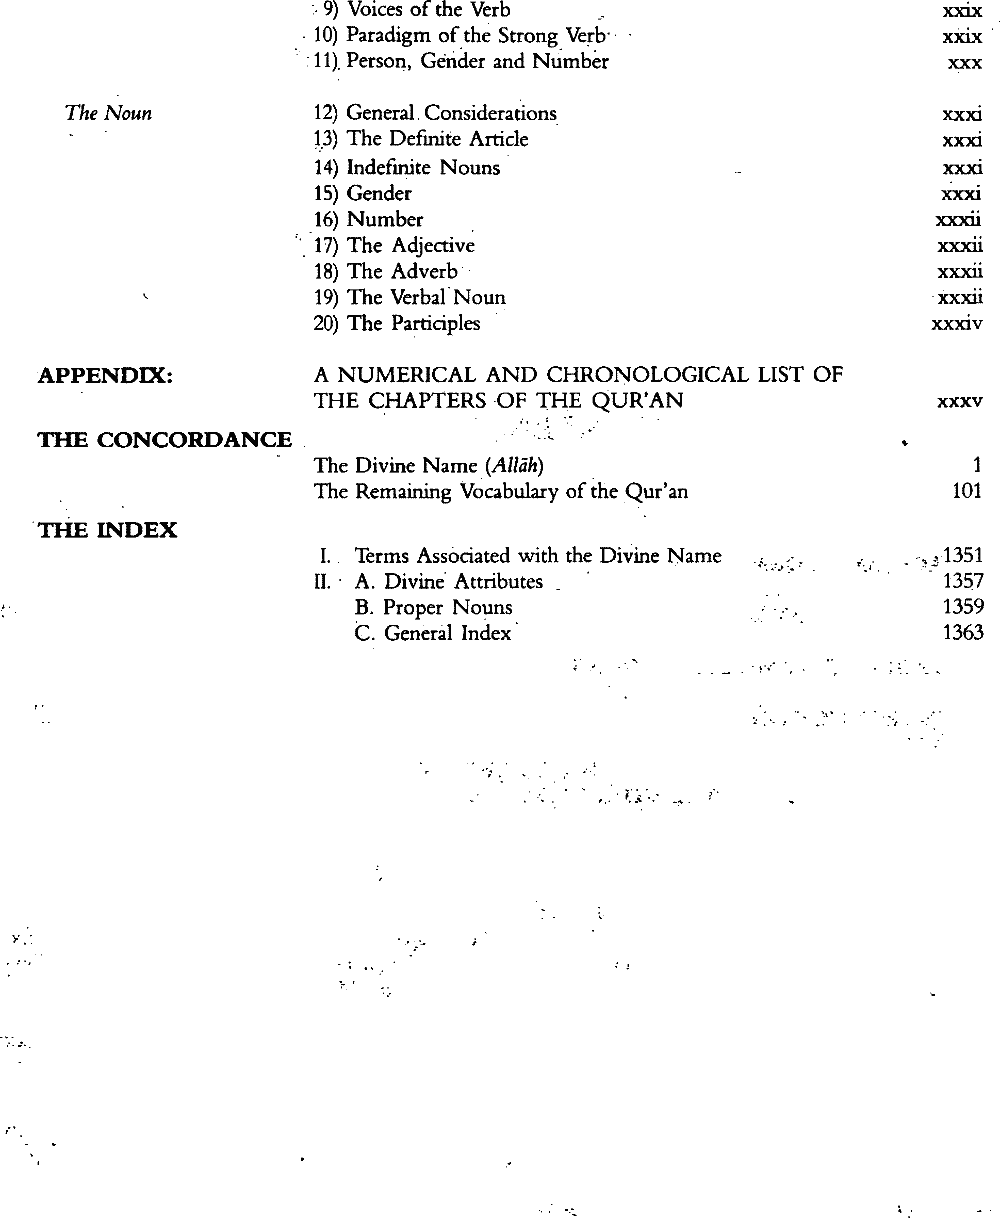 9) Voices of the Verb xxix
10) Paradigm of the Strong Verb xxix
11) Person, Gender and Number xxx
The Noun 12) General Considerations xxxi
13) The Definite Article xxxi
14) Indefinite Nouns xxxi
15) Gender xxxi
16) Number xxxii
17) The Adjective xxxii
18) The Adverb xxxii
19) The Verbal Noun xxxii
20) The Participles xxxiv
APPENDIX: A NUMERICAL AND CHRONOLOGICAL LIST OF
THE CHAPTERS OF THE QUR'AN xxxv
THE CONCORDANCE
The Divine Name (Allāh) 1
The Remaining Vocabulary of the Qur'an 101
THE INDEX
I. Terms Associated with the Divine Name 1351
II. A. Divine Attributes 1357
B. Proper Nouns 1359
C. General Index 1363